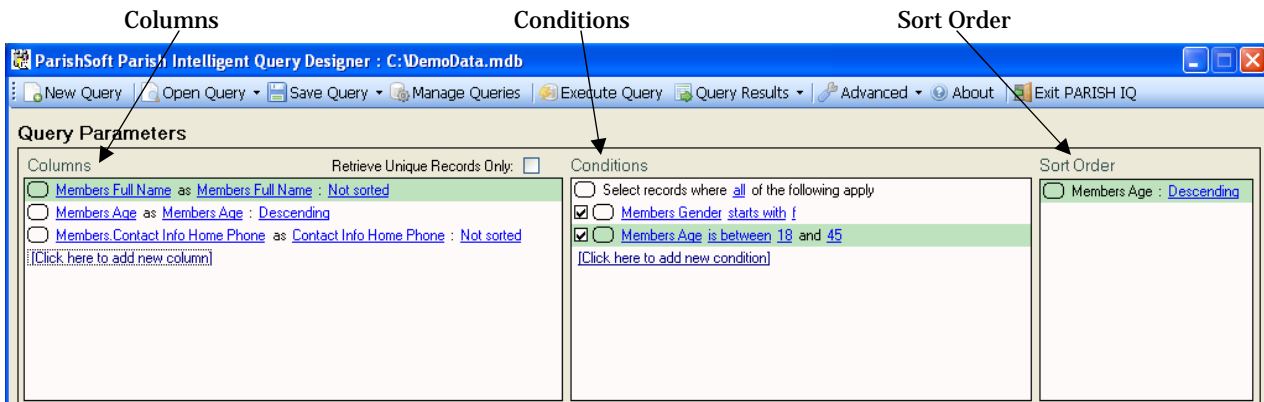 Columns Conditions Sort Order
ParishSoft Parish Intelligent Query Designer : C:\DemoData.mdb
New Query Open Query Save Query Manage Queries Execute Query Query Results Advanced About Exit PARISH IQ
Query Parameters
Columns Retrieve Unique Records Only: Conditions Sort Order
Members Full Name as Members Full Name : Not sorted
Members Age as Members Age : Descending
Members.Contact Info Home Phone as Contact Info Home Phone : Not sorted
[Click here to add new column]
Select records where all of the following apply
Members Gender starts with f
Members Age is between 18 and 45
[Click here to add new condition]
Members Age : Descending